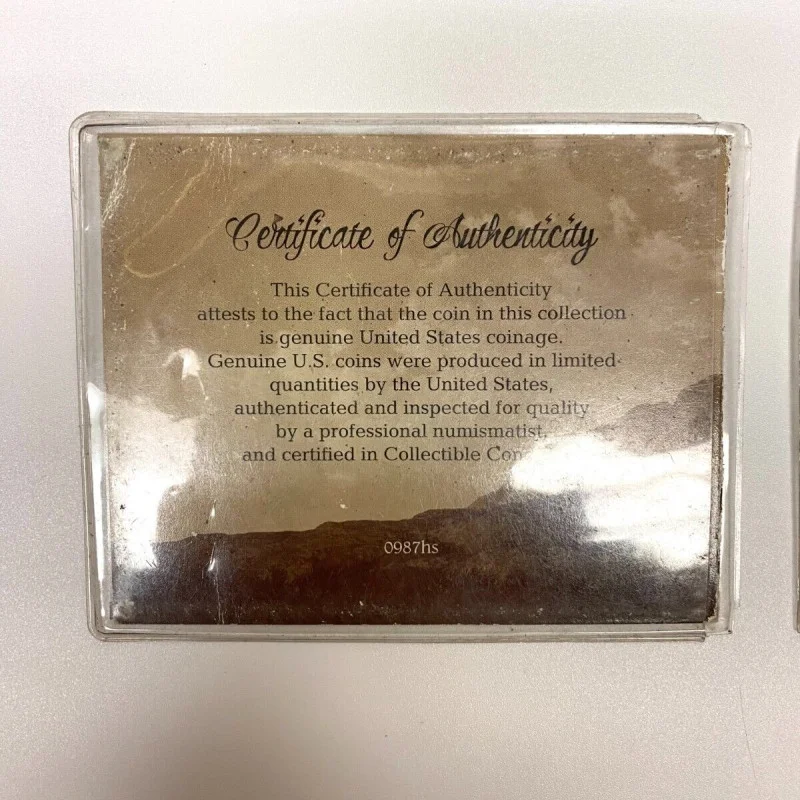 Certificate of Authenticity
This Certificate of Authenticity
attests to the fact that the coin in this collection
is genuine United States coinage.
Genuine U.S. coins were produced in limited
quantities by the United States,
authenticated and inspected for quality
by a professional numismatist,
and certified in Collectible
0987hs